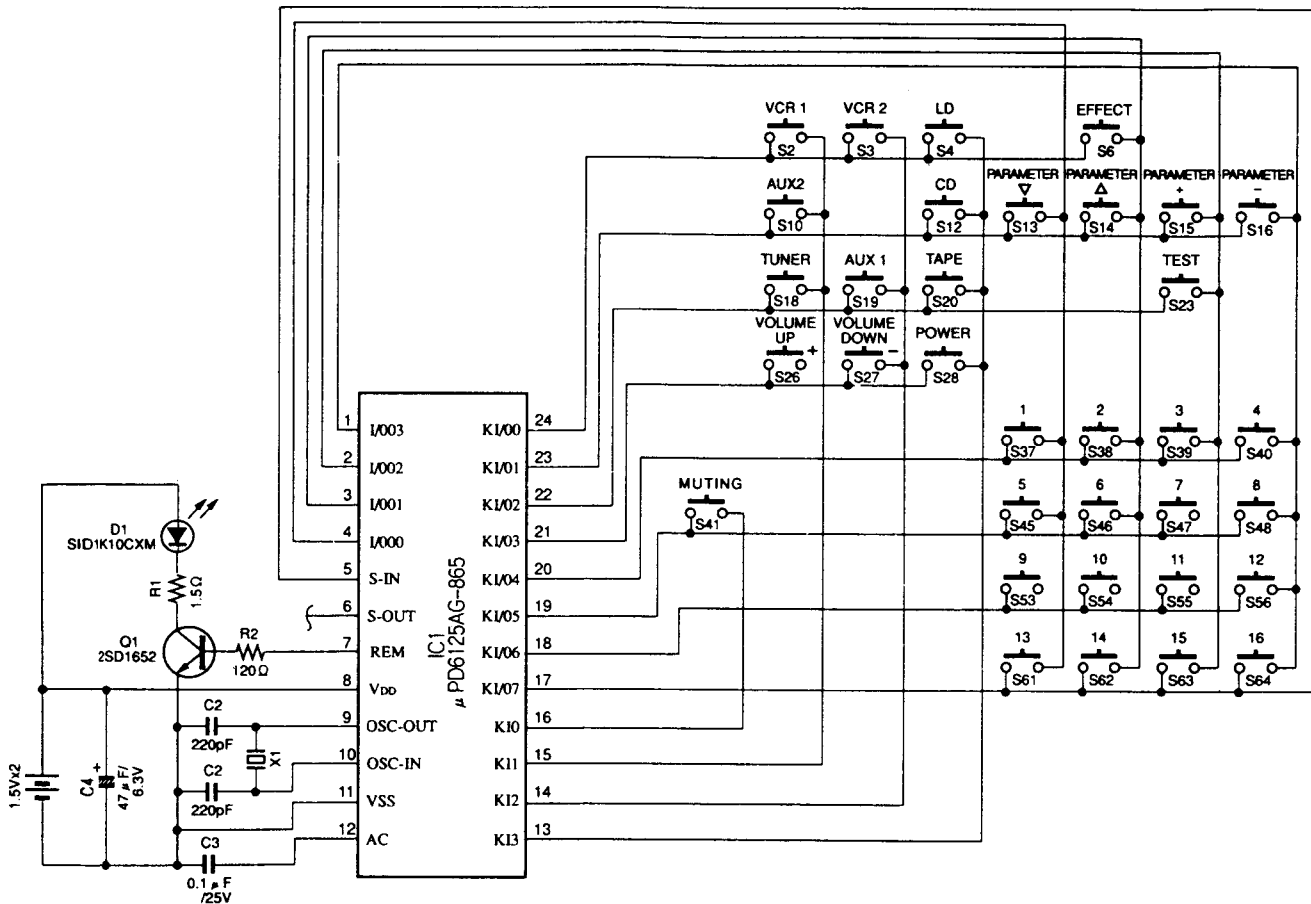 VCR 1 VCR 2 LD EFFECT
S2 S3 S4 S6
AUX2 CD PARAMETER ▽ PARAMETER △ PARAMETER + PARAMETER −
S10 S12 S13 S14 S15 S16
TUNER AUX 1 TAPE TEST
S18 S19 S20 S23
VOLUME UP + VOLUME DOWN − POWER
S26 S27 S28
1 2 3 4
S37 S38 S39 S40
MUTING 5 6 7 8
S41 S45 S46 S47 S48
9 10 11 12
S53 S54 S55 S56
13 14 15 16
S61 S62 S63 S64
1 I/003 KI/00 24
2 I/002 KI/01 23
3 I/001 KI/02 22
4 I/000 KI/03 21
5 S-IN KI/04 20
6 S-OUT KI/05 19
7 REM KI/06 18
8 VDD KI/07 17
9 OSC-OUT KI0 16
10 OSC-IN KI1 15
11 VSS KI2 14
12 AC KI3 13
IC1
μPD6125AG-865
D1
SID1K10CXM
R1
1.5Ω
Q1
2SD1652
R2
120Ω
C2
220pF
X1
C2
220pF
C3
0.1μF
/25V
1.5V×2
C4
+
47μF/
6.3V